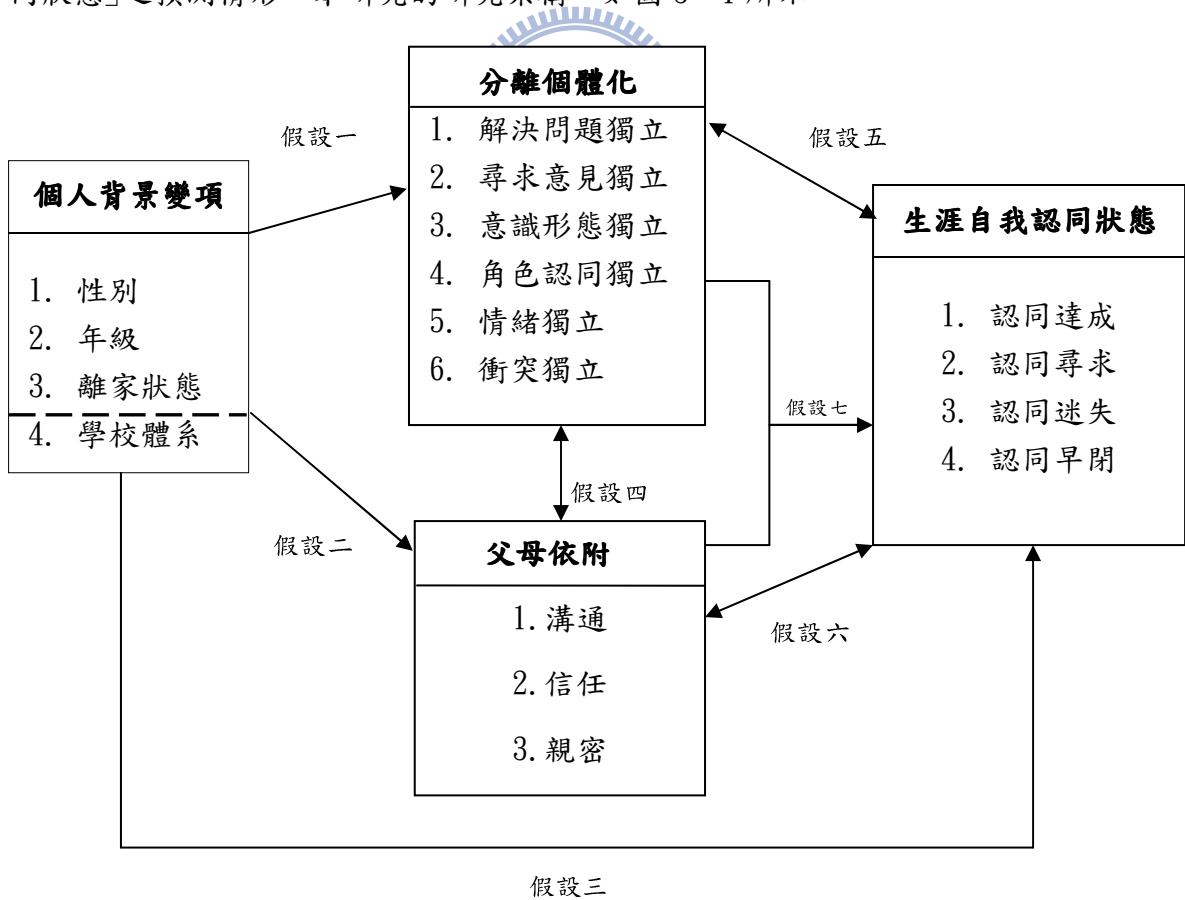 分離個體化
1. 解決問題獨立
2. 尋求意見獨立
3. 意識形態獨立
4. 角色認同獨立
5. 情緒獨立
6. 衝突獨立
假設一
假設五
個人背景變項
1. 性別
2. 年級
3. 離家狀態
4. 學校體系
生涯自我認同狀態
1. 認同達成
2. 認同尋求
3. 認同迷失
4. 認同早閉
假設七
假設四
假設二
父母依附
1.溝通
2.信任
3.親密
假設六
假設三